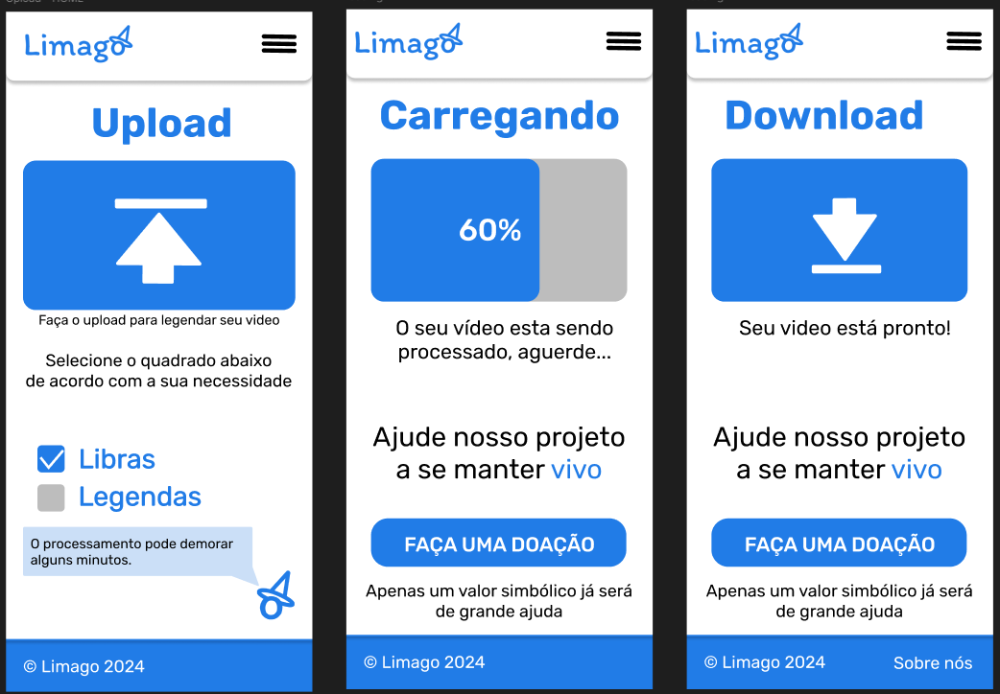 Upload - HOME
Limago
Upload
Faça o upload para legendar seu video
Selecione o quadrado abaixo
de acordo com a sua necessidade
Libras
Legendas
O processamento pode demorar
alguns minutos.
© Limago 2024
Limago
Carregando
60%
O seu vídeo esta sendo
processado, aguerde...
Ajude nosso projeto
a se manter vivo
FAÇA UMA DOAÇÃO
Apenas um valor simbólico já será
de grande ajuda
© Limago 2024
Limago
Download
Seu video está pronto!
Ajude nosso projeto
a se manter vivo
FAÇA UMA DOAÇÃO
Apenas um valor simbólico já será
de grande ajuda
© Limago 2024
Sobre nós